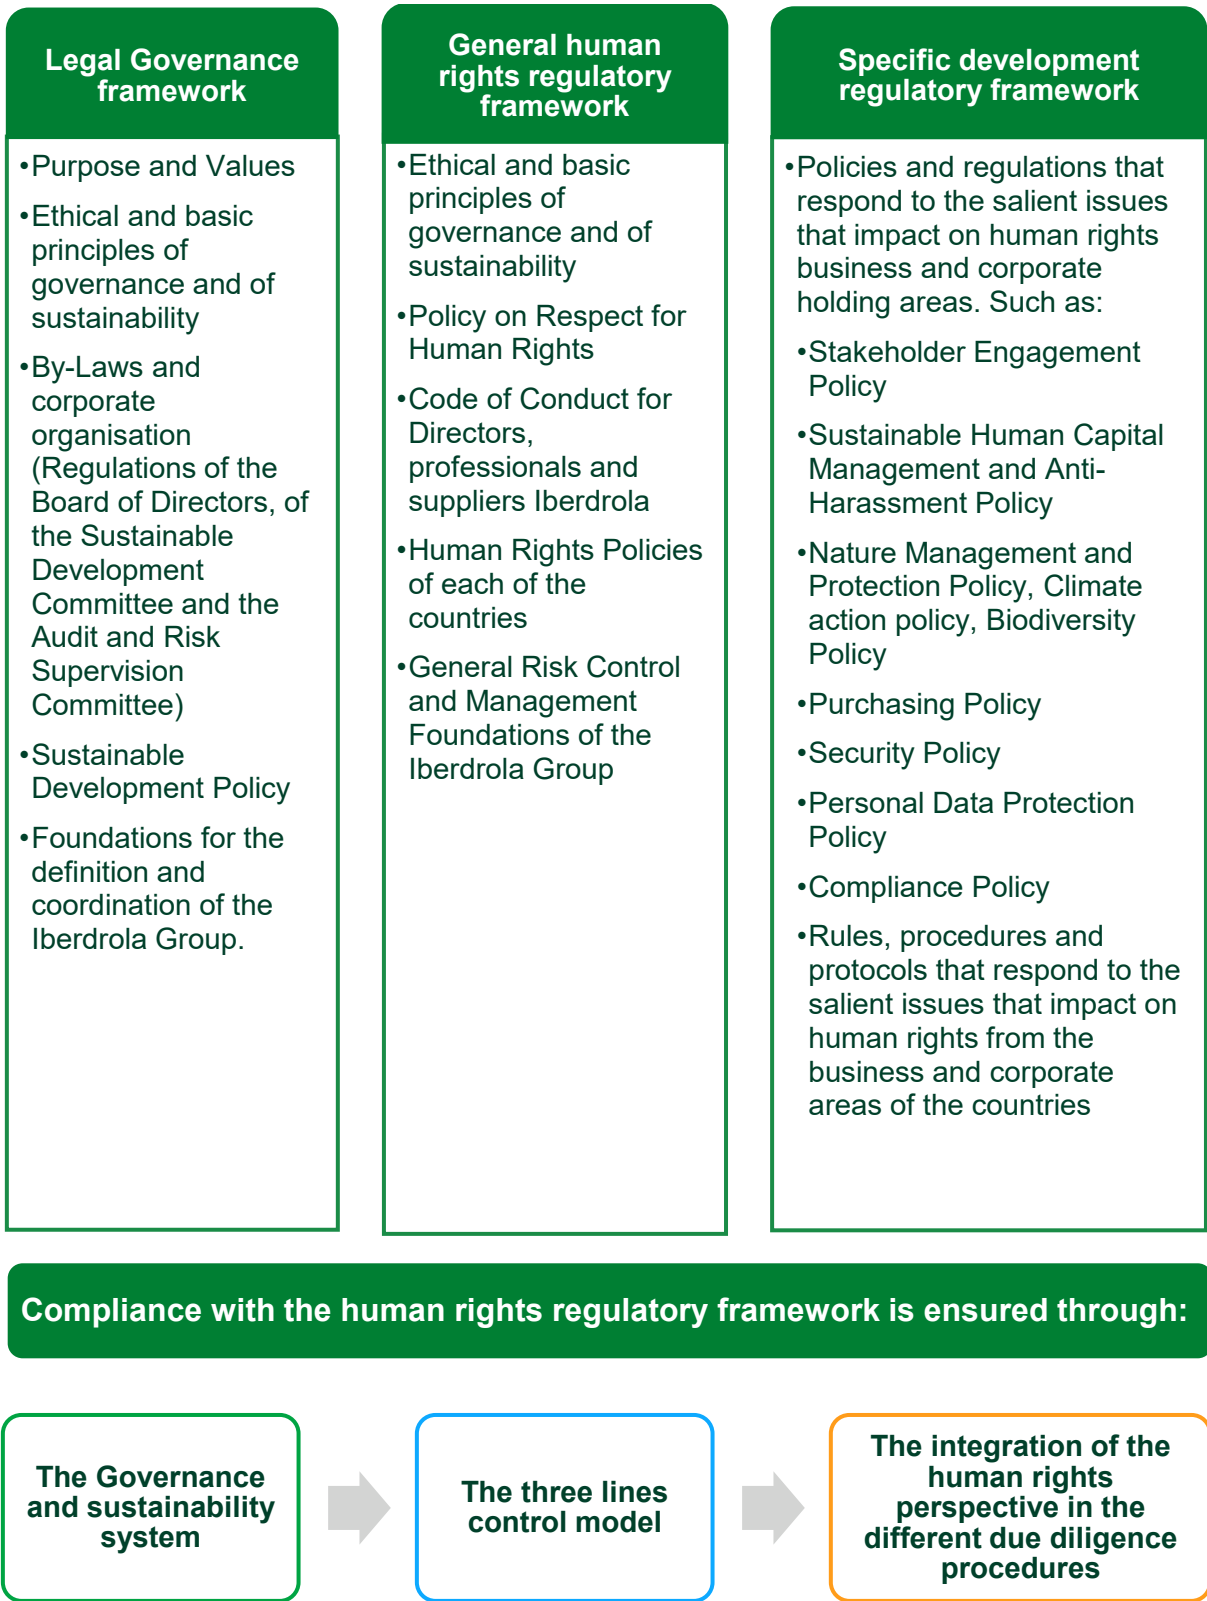 Legal Governance
framework
•Purpose and Values
•Ethical and basic
principles of
governance and of
sustainability
•By-Laws and
corporate
organisation
(Regulations of the
Board of Directors, of
the Sustainable
Development
Committee and the
Audit and Risk
Supervision
Committee)
•Sustainable
Development Policy
•Foundations for the
definition and
coordination of the
Iberdrola Group.
General human
rights regulatory
framework
•Ethical and basic
principles of
governance and of
sustainability
•Policy on Respect for
Human Rights
•Code of Conduct for
Directors,
professionals and
suppliers Iberdrola
•Human Rights Policies
of each of the
countries
•General Risk Control
and Management
Foundations of the
Iberdrola Group
Specific development
regulatory framework
•Policies and regulations that
respond to the salient issues
that impact on human rights
business and corporate
holding areas. Such as:
•Stakeholder Engagement
Policy
•Sustainable Human Capital
Management and Anti-
Harassment Policy
•Nature Management and
Protection Policy, Climate
action policy, Biodiversity
Policy
•Purchasing Policy
•Security Policy
•Personal Data Protection
Policy
•Compliance Policy
•Rules, procedures and
protocols that respond to the
salient issues that impact on
human rights from the
business and corporate
areas of the countries
Compliance with the human rights regulatory framework is ensured through:
The Governance
and sustainability
system
The three lines
control model
The integration of the
human rights
perspective in the
different due diligence
procedures